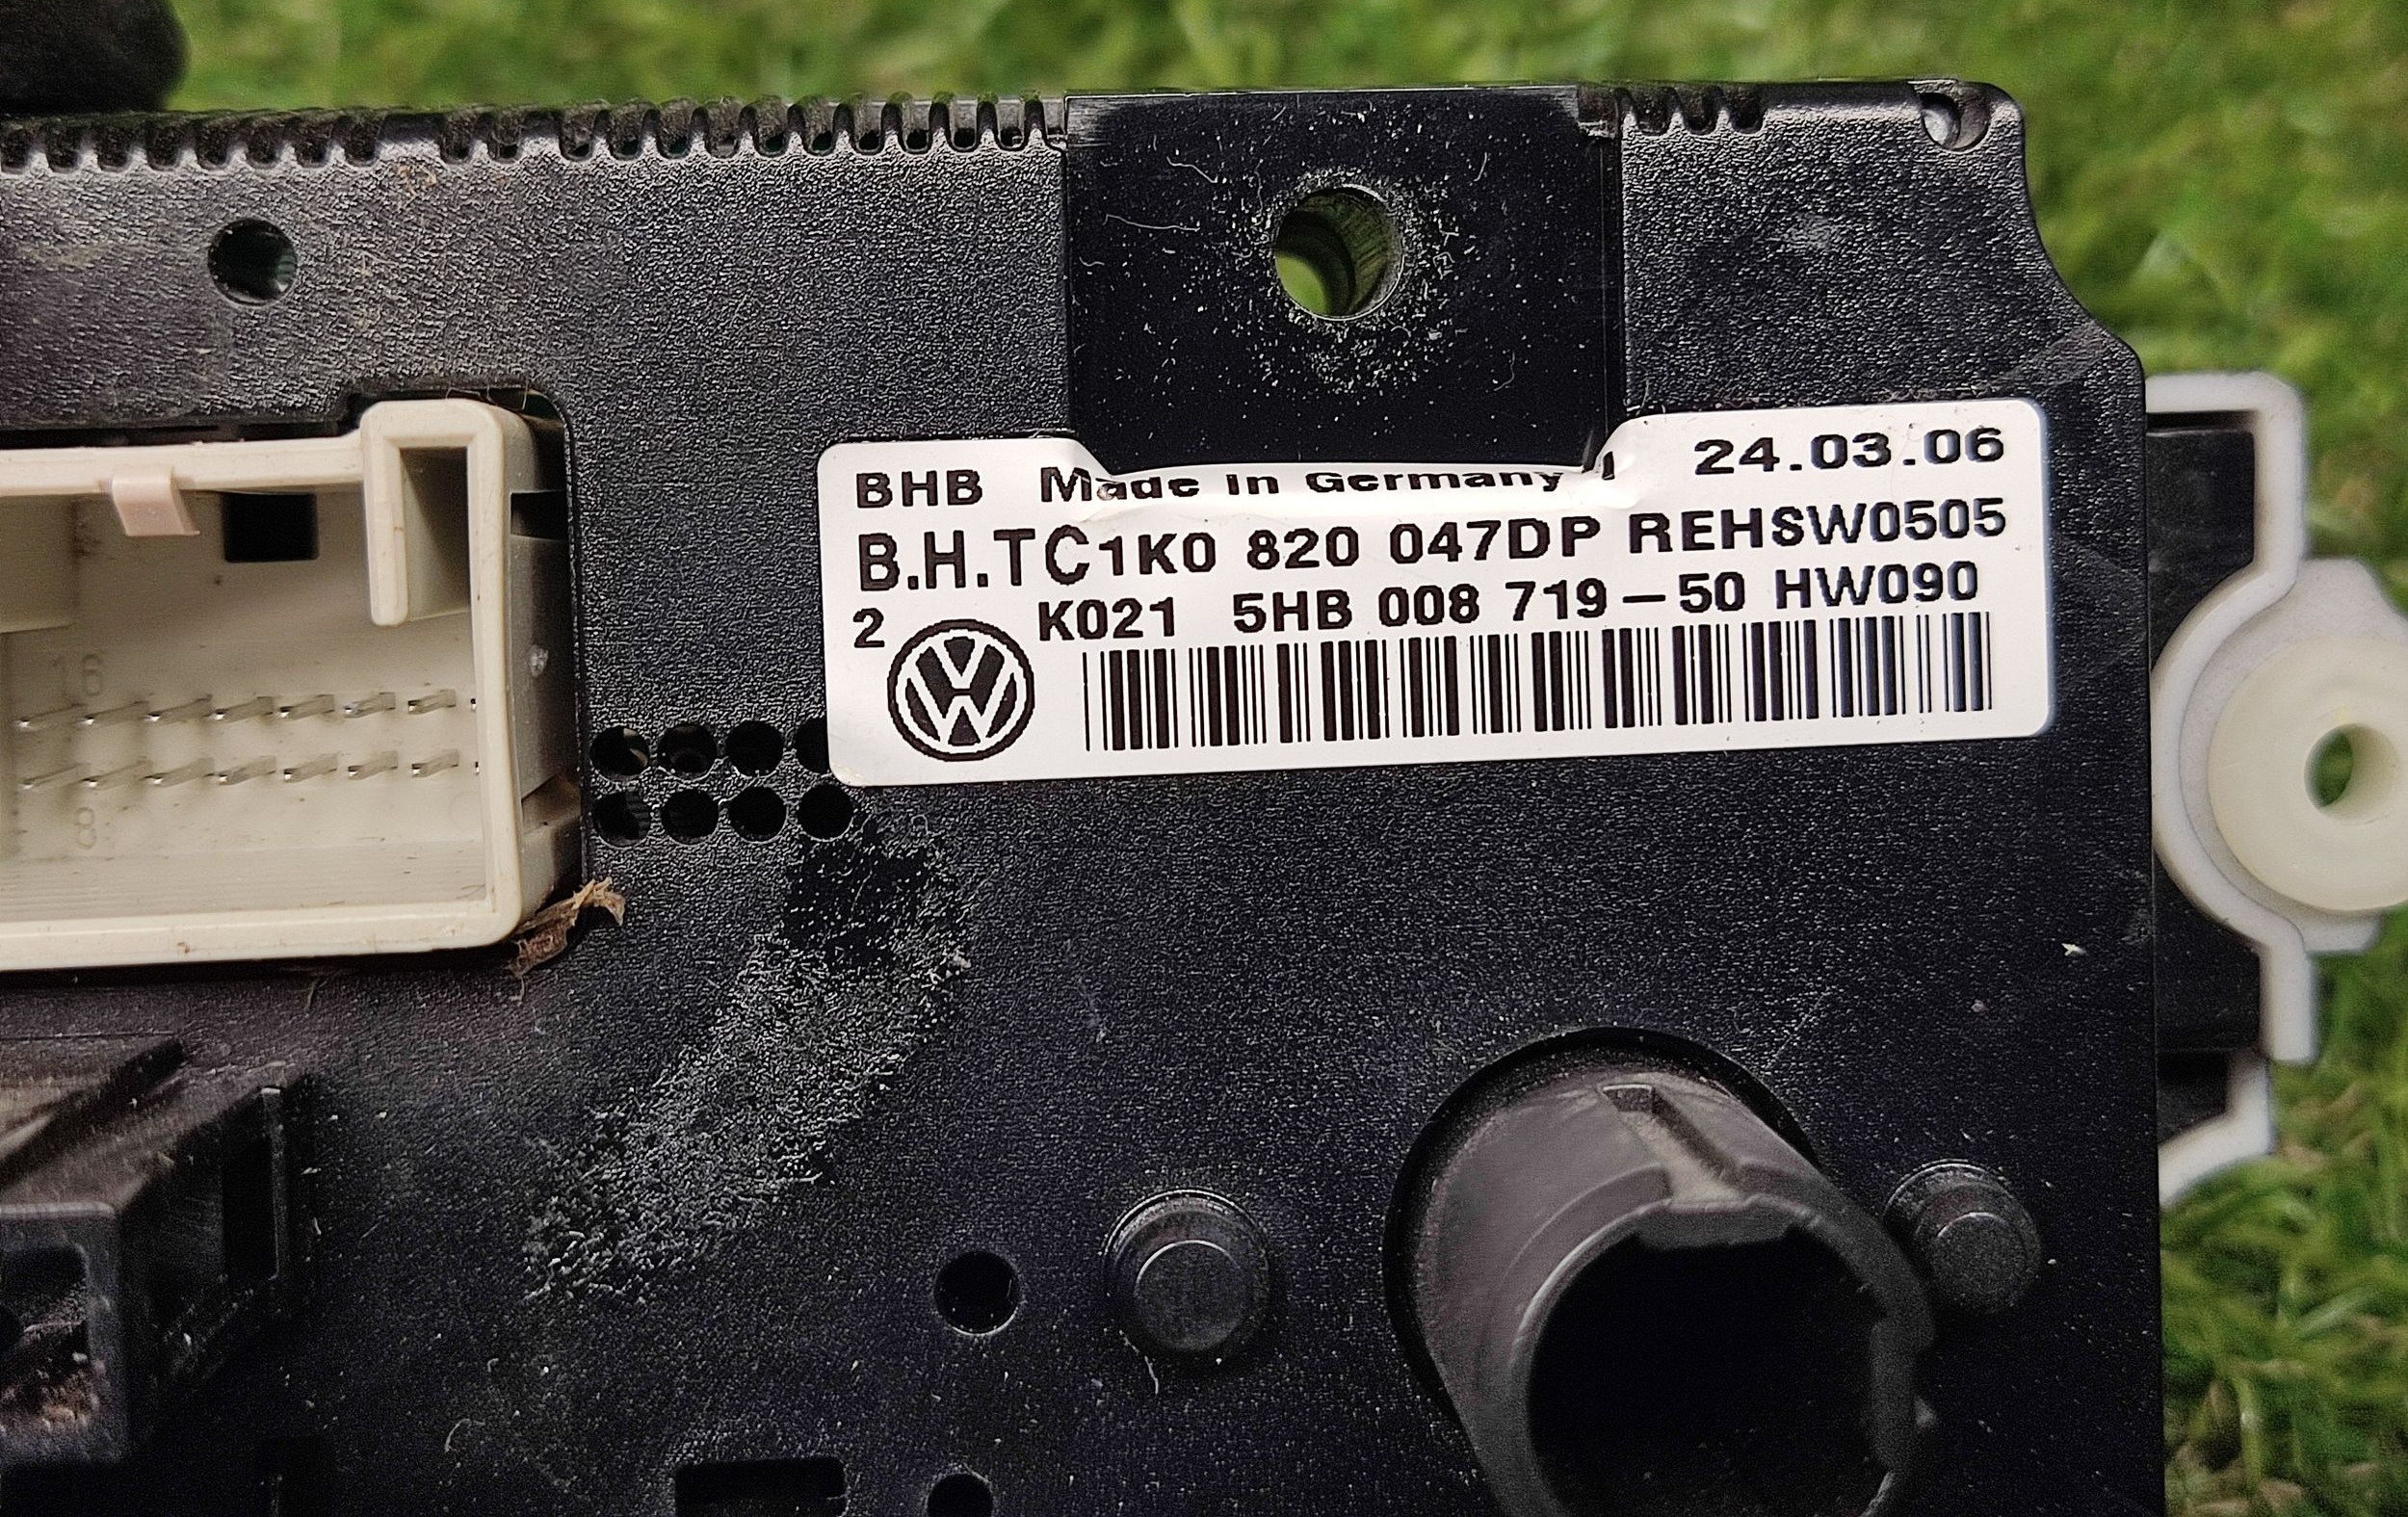 BHB Made in Germany 1 24.03.06
B.H.TC1K0 820 047DP REHSW0505
2 K021 5HB 008 719-50 HW090
16
8